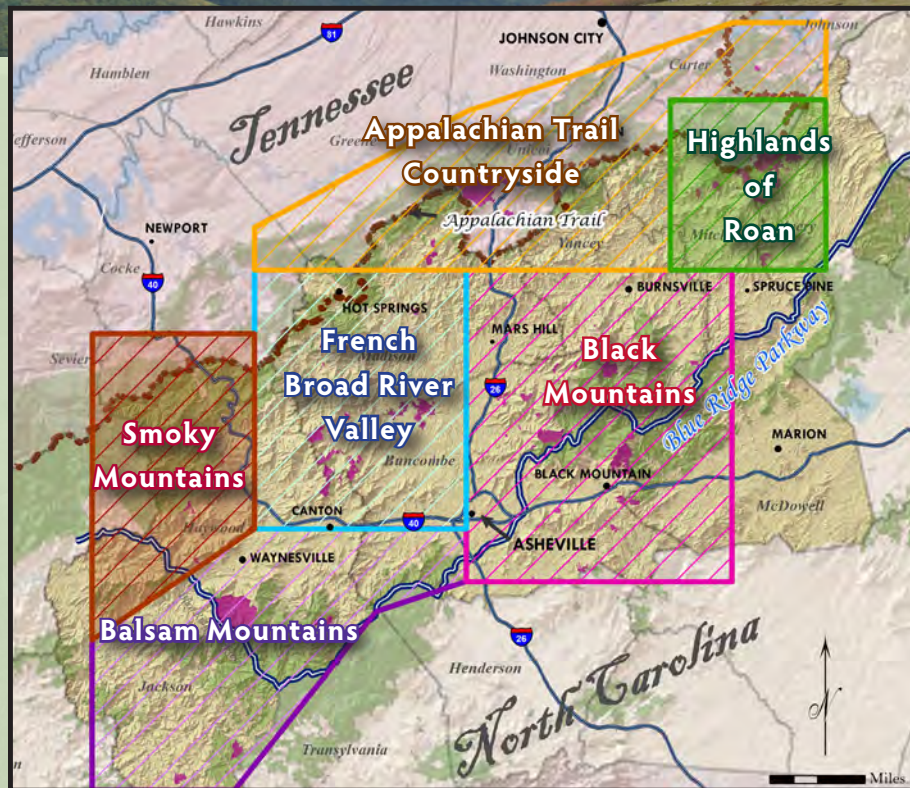 Hawkins
Johnson
81
JOHNSON CITY
Hamblen
Washington
Carter
Tennessee
Greene
Appalachian Trail
Unicoi
Countryside
Highlands
of
Roan
Appalachian Trail
Yancey
NEWPORT
Cocke
40
HOT SPRINGS
BURNSVILLE
SPRUCE PINE
Sevier
MARS HILL
French
Broad River
Valley
Madison
Black
Mountains
Blue Ridge Parkway
26
Smoky
Mountains
Buncombe
MARION
BLACK MOUNTAIN
McDowell
CANTON
40
Haywood
ASHEVILLE
WAYNESVILLE
Balsam Mountains
26
Henderson
North Carolina
Jackson
Transylvania
N
Miles